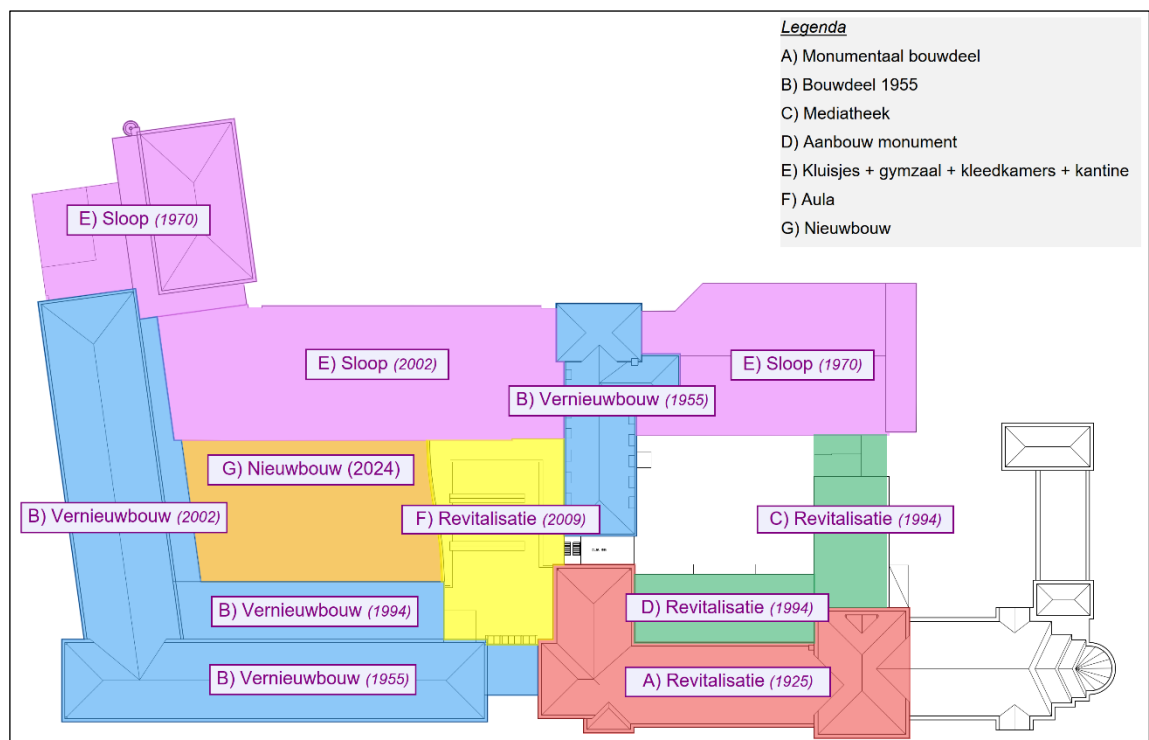 Legenda
A) Monumentaal bouwdeel
B) Bouwdeel 1955
C) Mediatheek
D) Aanbouw monument
E) Kluisjes + gymzaal + kleedkamers + kantine
F) Aula
G) Nieuwbouw
E) Sloop (1970)
E) Sloop (2002)
E) Sloop (1970)
B) Vernieuwbouw (1955)
G) Nieuwbouw (2024)
B) Vernieuwbouw (2002)
F) Revitalisatie (2009)
C) Revitalisatie (1994)
B) Vernieuwbouw (1994)
D) Revitalisatie (1994)
B) Vernieuwbouw (1955)
A) Revitalisatie (1925)